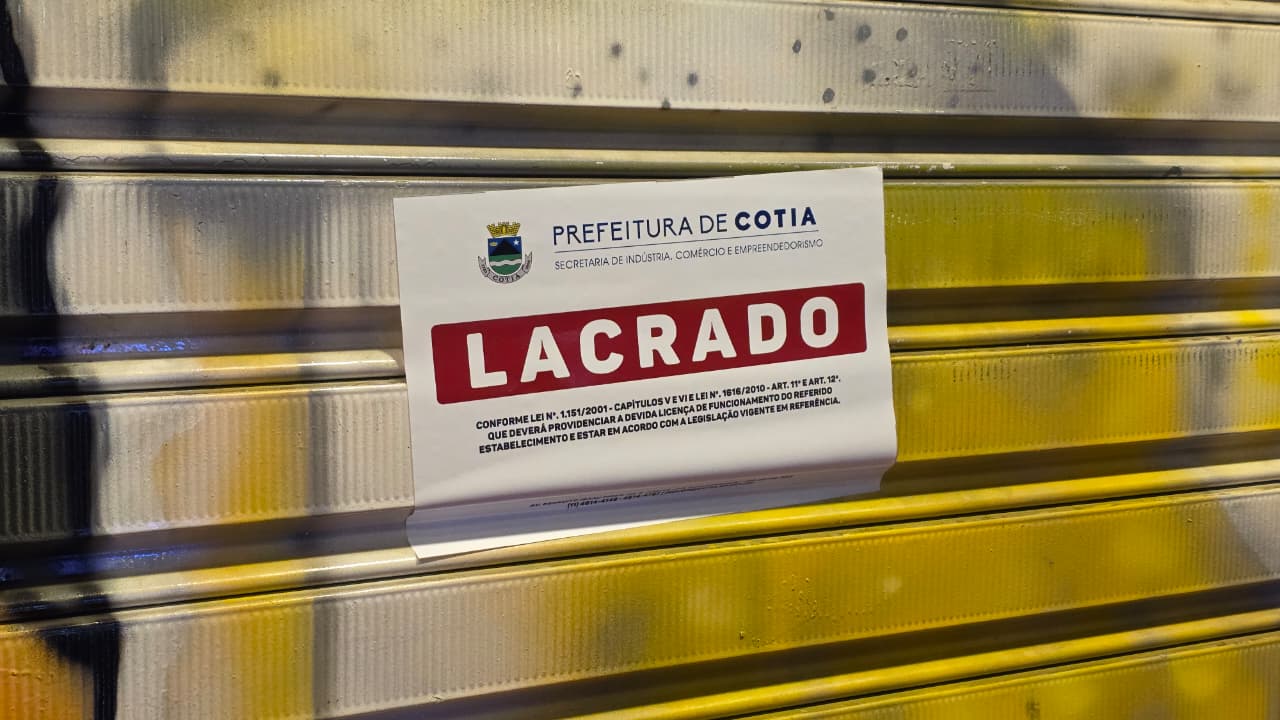 PREFEITURA DE COTIA
SECRETARIA DE INDÚSTRIA, COMÉRCIO E EMPREENDEDORISMO
COTIA
LACRADO
CONFORME LEI Nº. 1.151/2001 - CAPÍTULOS V E VI E LEI Nº. 1616/2010 - ART. 11º E ART. 12º.
QUE DEVERÁ PROVIDENCIAR A DEVIDA LICENÇA DE FUNCIONAMENTO DO REFERIDO
ESTABELECIMENTO E ESTAR EM ACORDO COM A LEGISLAÇÃO VIGENTE EM REFERÊNCIA.